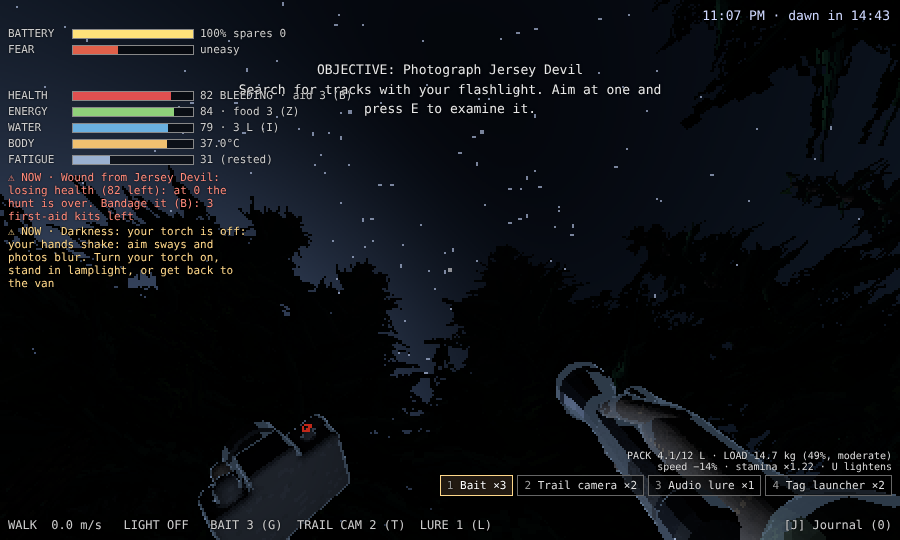 11:07 PM · dawn in 14:43
BATTERY 100% spares 0
FEAR uneasy
OBJECTIVE: Photograph Jersey Devil
Search for tracks with your flashlight. Aim at one and
press E to examine it.
HEALTH 82 BLEEDING · aid 3 (B)
ENERGY 84 · food 3 (Z)
WATER 79 · 3 L (I)
BODY 37.0°C
FATIGUE 31 (rested)
⚠ NOW · Wound from Jersey Devil:
losing health (82 left): at 0 the
hunt is over. Bandage it (B): 3
first-aid kits left
⚠ NOW · Darkness: your torch is off:
your hands shake: aim sways and
photos blur. Turn your torch on,
stand in lamplight, or get back to
the van
PACK 4.1/12 L · LOAD 14.7 kg (49%, moderate)
speed −14% · stamina ×1.22 · U lightens
1 Bait ×3 2 Trail camera ×2 3 Audio lure ×1 4 Tag launcher ×2
WALK 0.0 m/s LIGHT OFF BAIT 3 (G) TRAIL CAM 2 (T) LURE 1 (L) [J] Journal (0)